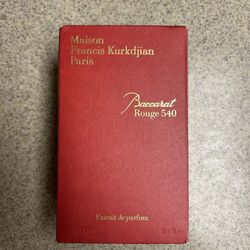 Maison
Francis Kurkdjian
Paris
Baccarat
Rouge 540
Extrait de parfum